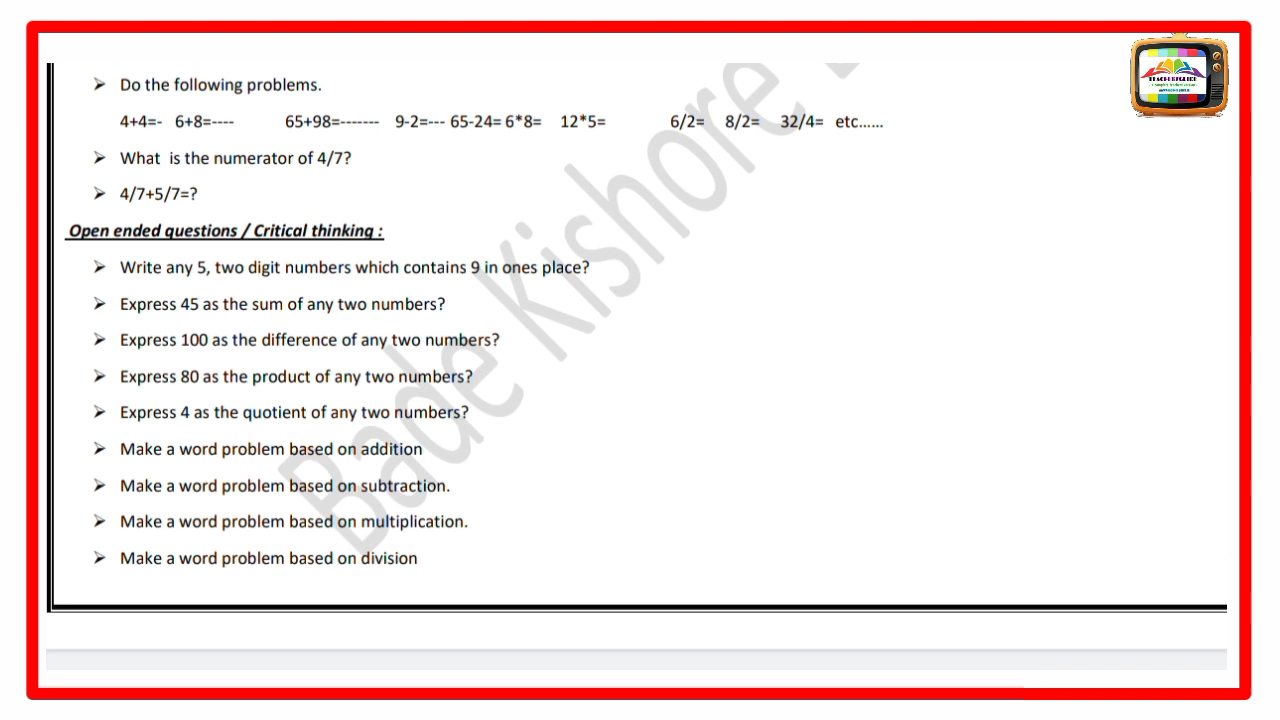 Do the following problems.
4+4=- 6+8=---- 65+98=------- 9-2=--- 65-24= 6*8= 12*5= 6/2= 8/2= 32/4= etc......
What is the numerator of 4/7?
4/7+5/7=?
Open ended questions / Critical thinking :
Write any 5, two digit numbers which contains 9 in ones place?
Express 45 as the sum of any two numbers?
Express 100 as the difference of any two numbers?
Express 80 as the product of any two numbers?
Express 4 as the quotient of any two numbers?
Make a word problem based on addition
Make a word problem based on subtraction.
Make a word problem based on multiplication.
Make a word problem based on division
Bade Kishore